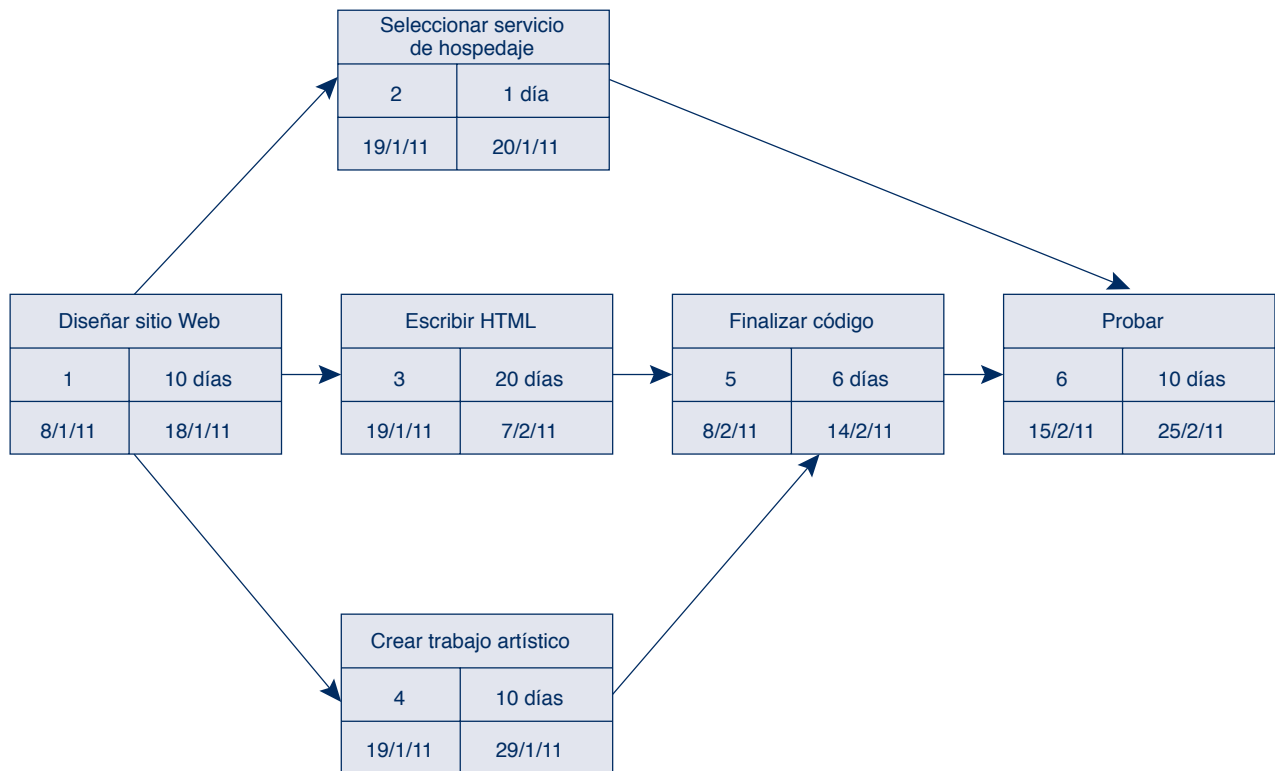 Seleccionar servicio
de hospedaje
2 1 día
19/1/11 20/1/11
Diseñar sitio Web
1 10 días
8/1/11 18/1/11
Escribir HTML
3 20 días
19/1/11 7/2/11
Finalizar código
5 6 días
8/2/11 14/2/11
Probar
6 10 días
15/2/11 25/2/11
Crear trabajo artístico
4 10 días
19/1/11 29/1/11